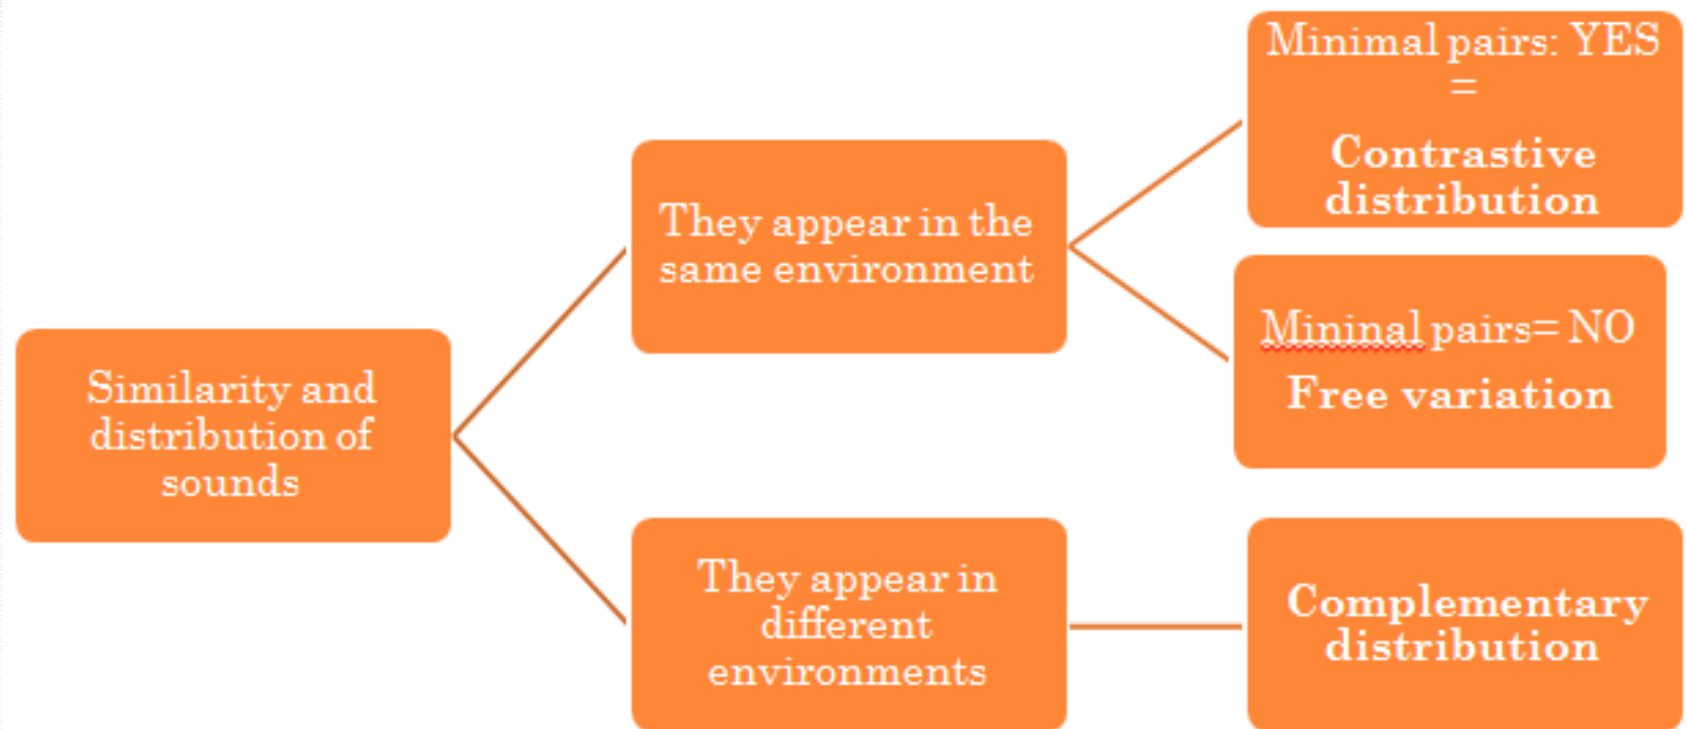 Similarity and
distribution of
sounds
They appear in the
same environment
Minimal pairs: YES
=
Contrastive
distribution
Mininal pairs= NO
Free variation
They appear in
different
environments
Complementary
distribution